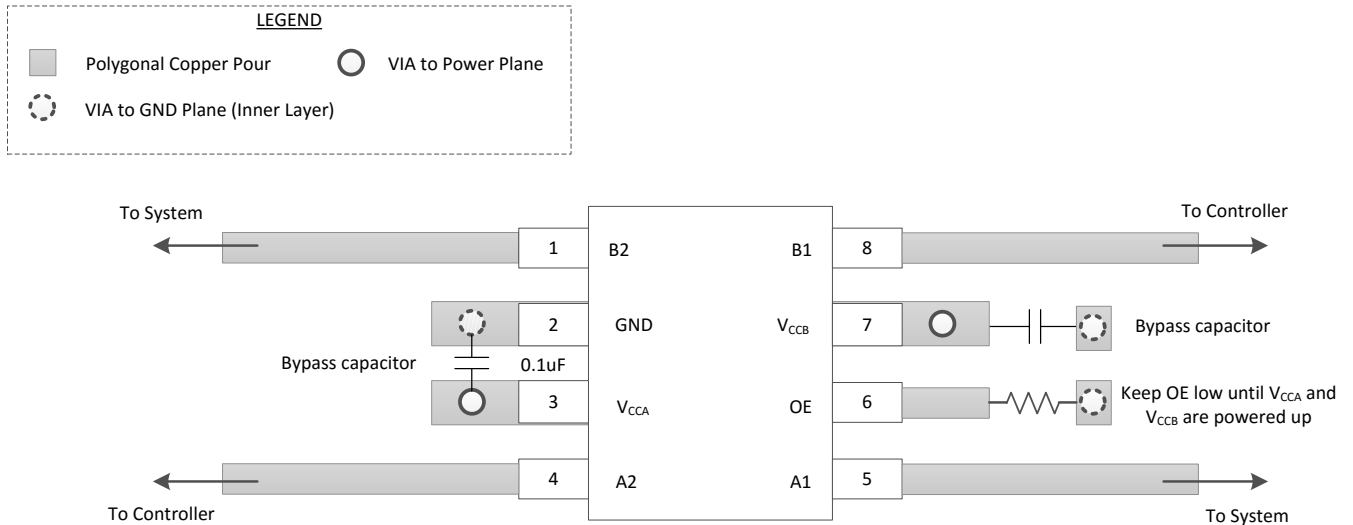 LEGEND
Polygonal Copper Pour
VIA to Power Plane
VIA to GND Plane (Inner Layer)
To System
To Controller
1
B2
B1
8
2
GND
VCCB
7
Bypass capacitor
Bypass capacitor
0.1uF
3
VCCA
OE
6
Keep OE low until VCCA and
VCCB are powered up
4
A2
A1
5
To Controller
To System